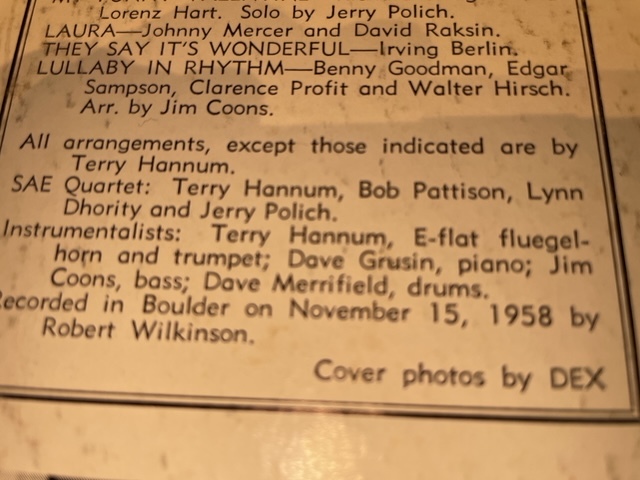 Lorenz Hart. Solo by Jerry Polich.
LAURA—Johnny Mercer and David Raksin.
THEY SAY IT'S WONDERFUL—Irving Berlin.
LULLABY IN RHYTHM—Benny Goodman, Edgar
Sampson, Clarence Profit and Walter Hirsch.
Arr. by Jim Coons.
All arrangements, except those indicated are by
Terry Hannum.
SAE Quartet: Terry Hannum, Bob Pattison, Lynn
Dhority and Jerry Polich.
Instrumentalists: Terry Hannum, E-flat fluegel-
horn and trumpet; Dave Grusin, piano; Jim
Coons, bass; Dave Merrifield, drums.
Recorded in Boulder on November 15, 1958 by
Robert Wilkinson.
Cover photos by DEX